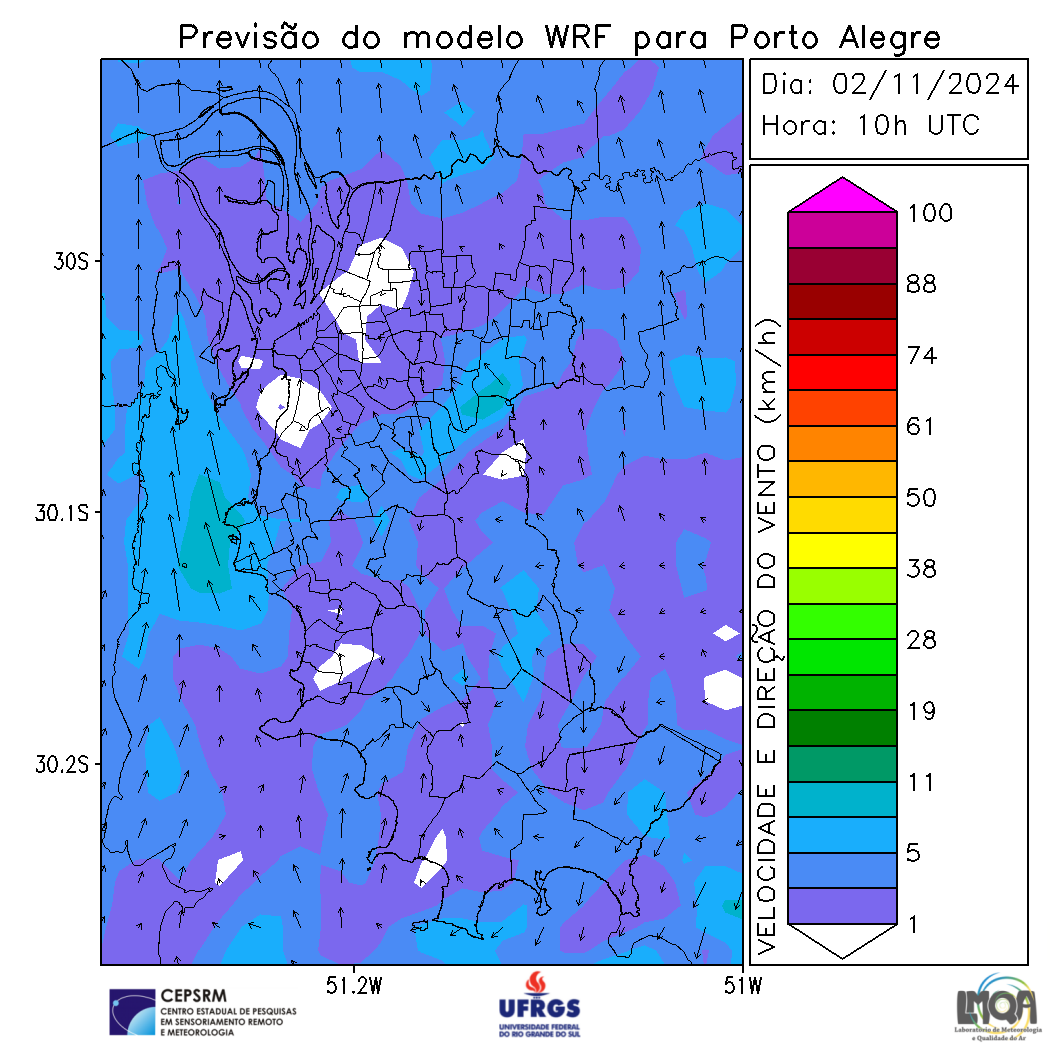 Previsão do modelo WRF para Porto Alegre
Dia: 02/11/2024
Hora: 10h UTC
30S
30.1S
30.2S
51.2W
51W
VELOCIDADE E DIREÇÃO DO VENTO (km/h)
100
88
74
61
50
38
28
19
11
5
1
CEPSRM
CENTRO ESTADUAL DE PESQUISAS
EM SENSORIAMENTO REMOTO
E METEOROLOGIA
UFRGS
UNIVERSIDADE FEDERAL
DO RIO GRANDE DO SUL
LMQA
Laboratório de Meteorologia
e Qualidade do Ar